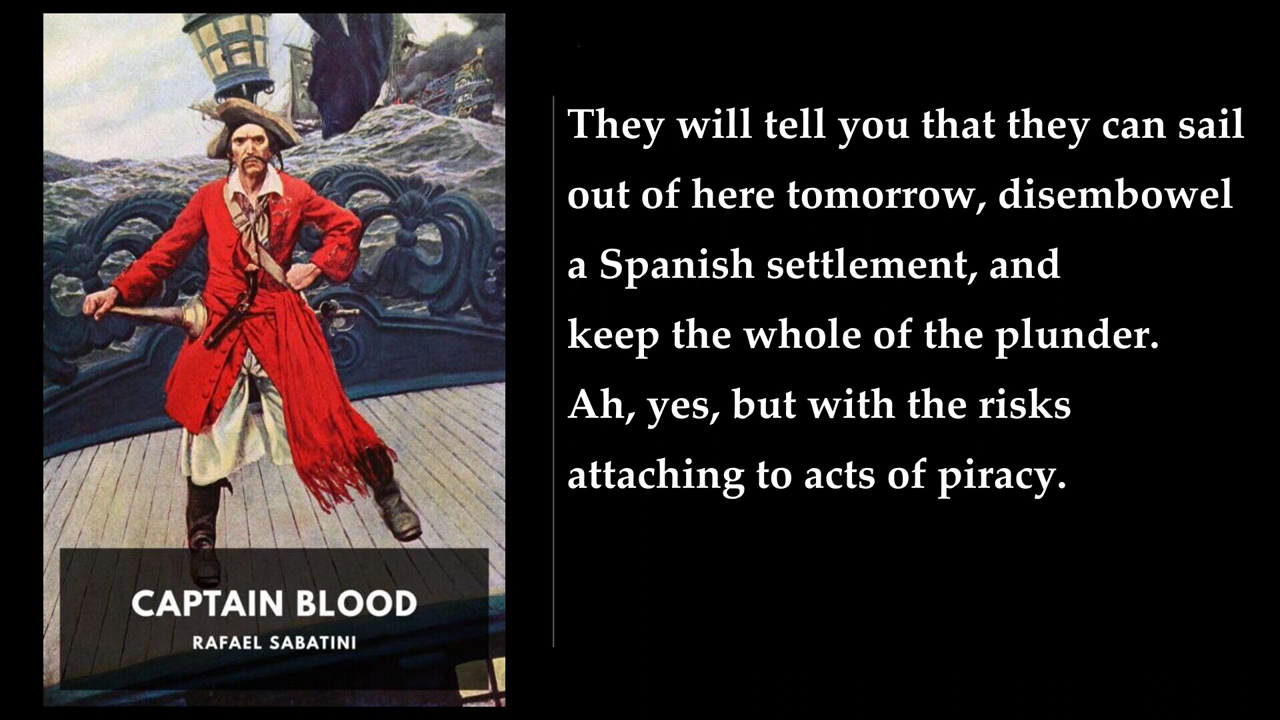 CAPTAIN BLOOD
RAFAEL SABATINI
They will tell you that they can sail
out of here tomorrow, disembowel
a Spanish settlement, and
keep the whole of the plunder.
Ah, yes, but with the risks
attaching to acts of piracy.